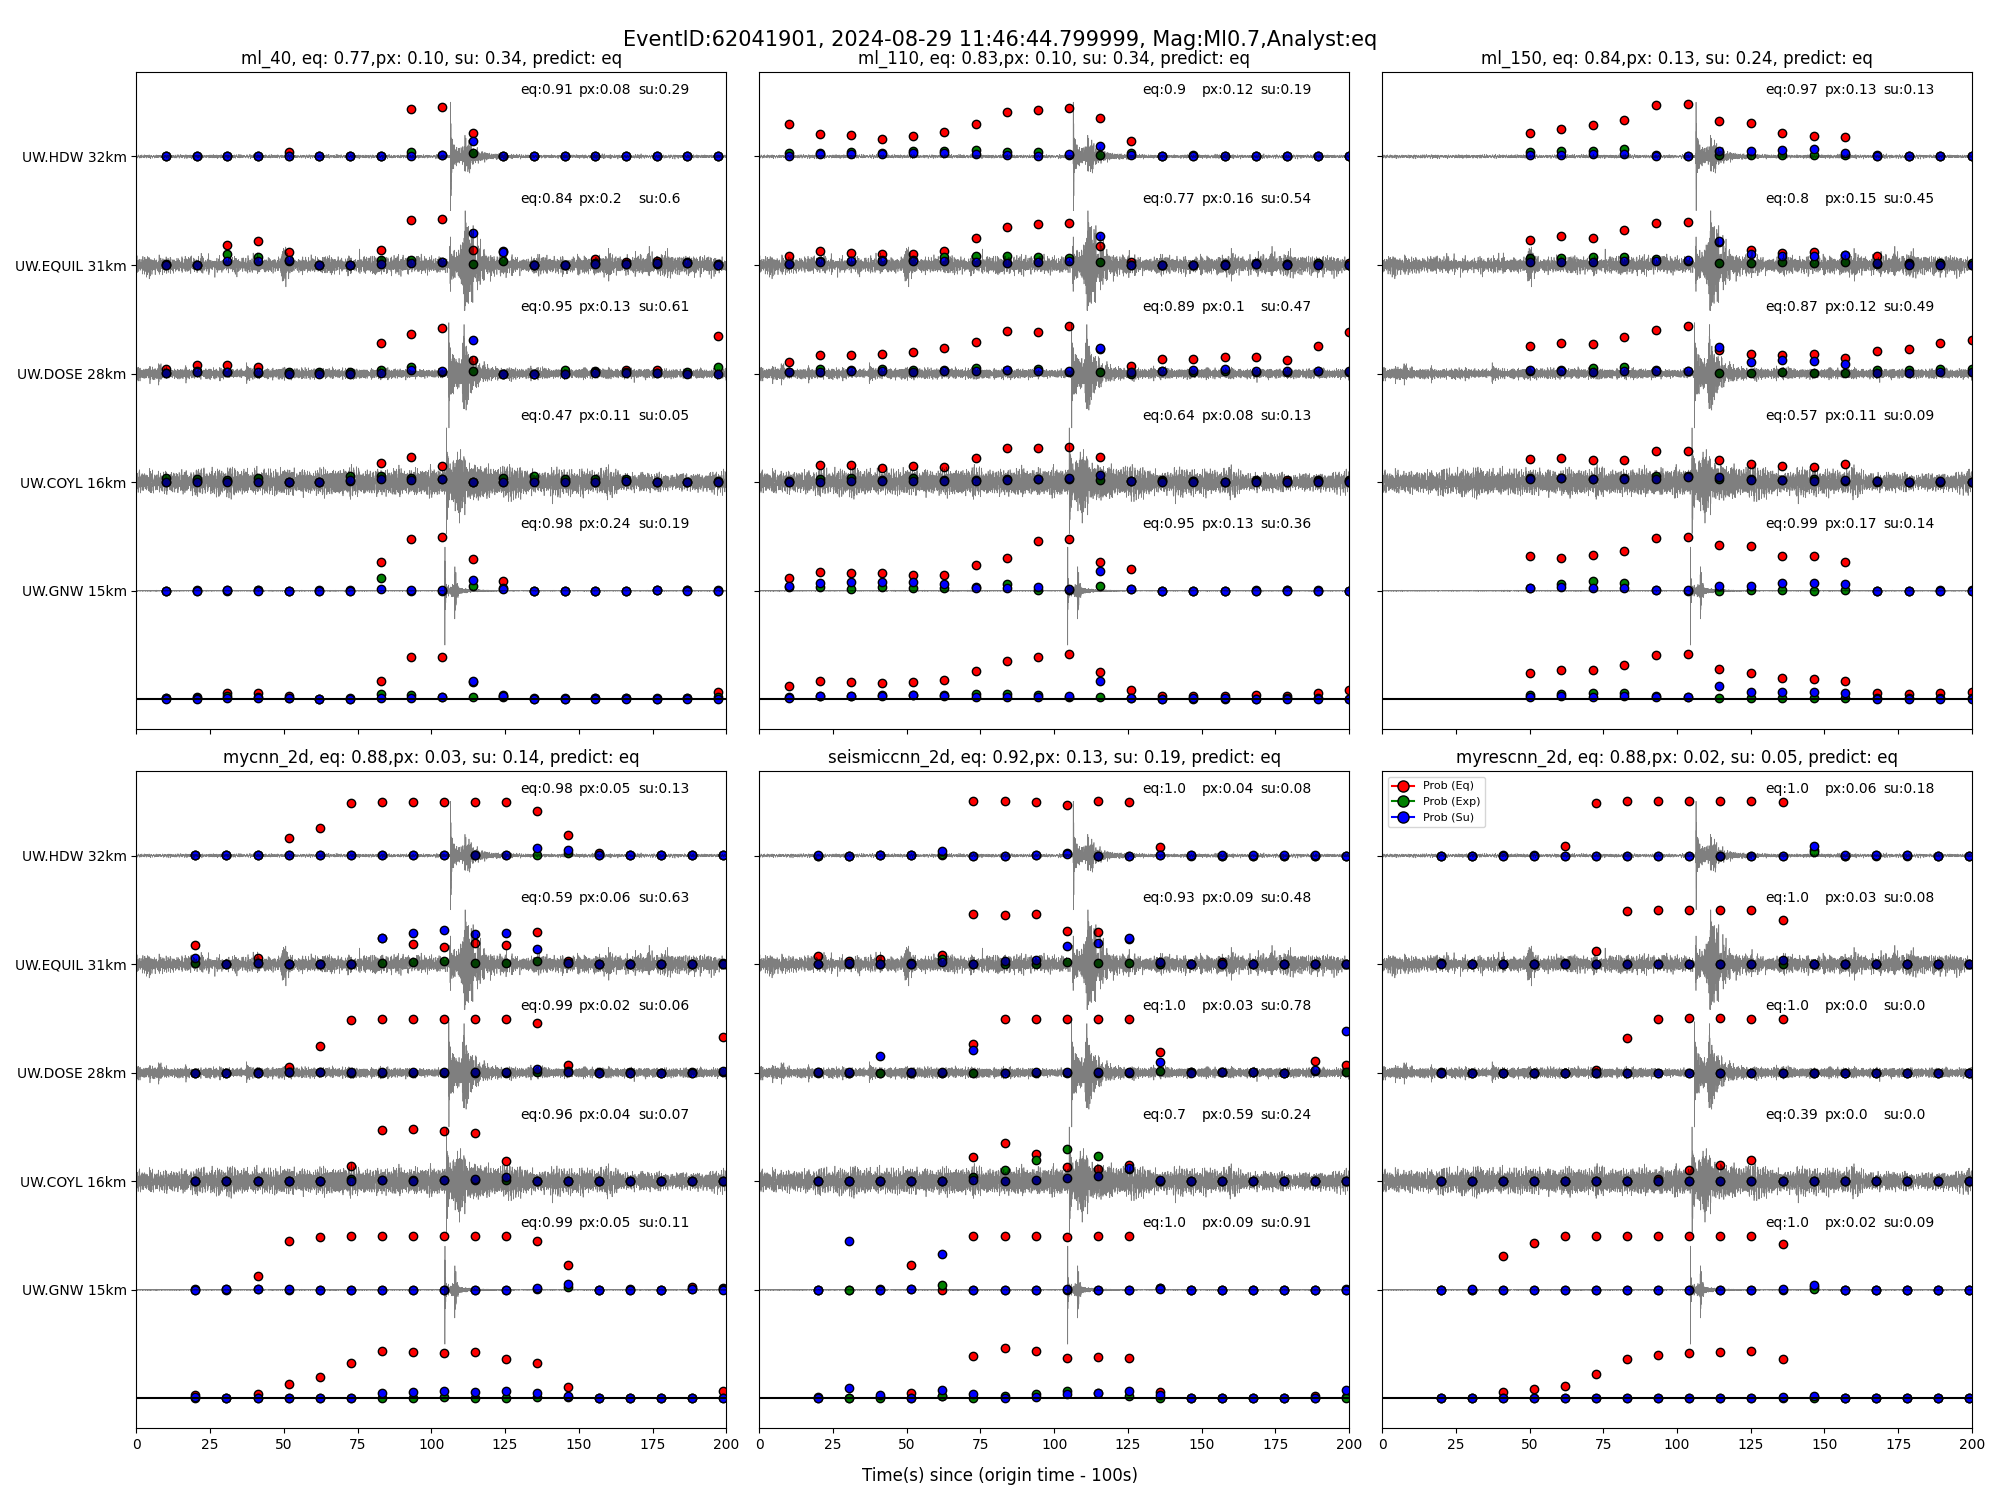 EventID:62041901, 2024-08-29 11:46:44.799999, Mag:Ml0.7,Analyst:eq
ml_40, eq: 0.77,px: 0.10, su: 0.34, predict: eq
eq:0.91 px:0.08 su:0.29
UW.HDW 32km
eq:0.84 px:0.2 su:0.6
UW.EQUIL 31km
eq:0.95 px:0.13 su:0.61
UW.DOSE 28km
eq:0.47 px:0.11 su:0.05
UW.COYL 16km
eq:0.98 px:0.24 su:0.19
UW.GNW 15km
ml_110, eq: 0.83,px: 0.10, su: 0.34, predict: eq
eq:0.9 px:0.12 su:0.19
eq:0.77 px:0.16 su:0.54
eq:0.89 px:0.1 su:0.47
eq:0.64 px:0.08 su:0.13
eq:0.95 px:0.13 su:0.36
ml_150, eq: 0.84,px: 0.13, su: 0.24, predict: eq
eq:0.97 px:0.13 su:0.13
eq:0.8 px:0.15 su:0.45
eq:0.87 px:0.12 su:0.49
eq:0.57 px:0.11 su:0.09
eq:0.99 px:0.17 su:0.14
mycnn_2d, eq: 0.88,px: 0.03, su: 0.14, predict: eq
eq:0.98 px:0.05 su:0.13
UW.HDW 32km
eq:0.59 px:0.06 su:0.63
UW.EQUIL 31km
eq:0.99 px:0.02 su:0.06
UW.DOSE 28km
eq:0.96 px:0.04 su:0.07
UW.COYL 16km
eq:0.99 px:0.05 su:0.11
UW.GNW 15km
0 25 50 75 100 125 150 175 200
seismiccnn_2d, eq: 0.92,px: 0.13, su: 0.19, predict: eq
eq:1.0 px:0.04 su:0.08
eq:0.93 px:0.09 su:0.48
eq:1.0 px:0.03 su:0.78
eq:0.7 px:0.59 su:0.24
eq:1.0 px:0.09 su:0.91
0 25 50 75 100 125 150 175 200
myrescnn_2d, eq: 0.88,px: 0.02, su: 0.05, predict: eq
Prob (Eq)
Prob (Exp)
Prob (Su)
eq:1.0 px:0.06 su:0.18
eq:1.0 px:0.03 su:0.08
eq:1.0 px:0.0 su:0.0
eq:0.39 px:0.0 su:0.0
eq:1.0 px:0.02 su:0.09
0 25 50 75 100 125 150 175 200
Time(s) since (origin time - 100s)